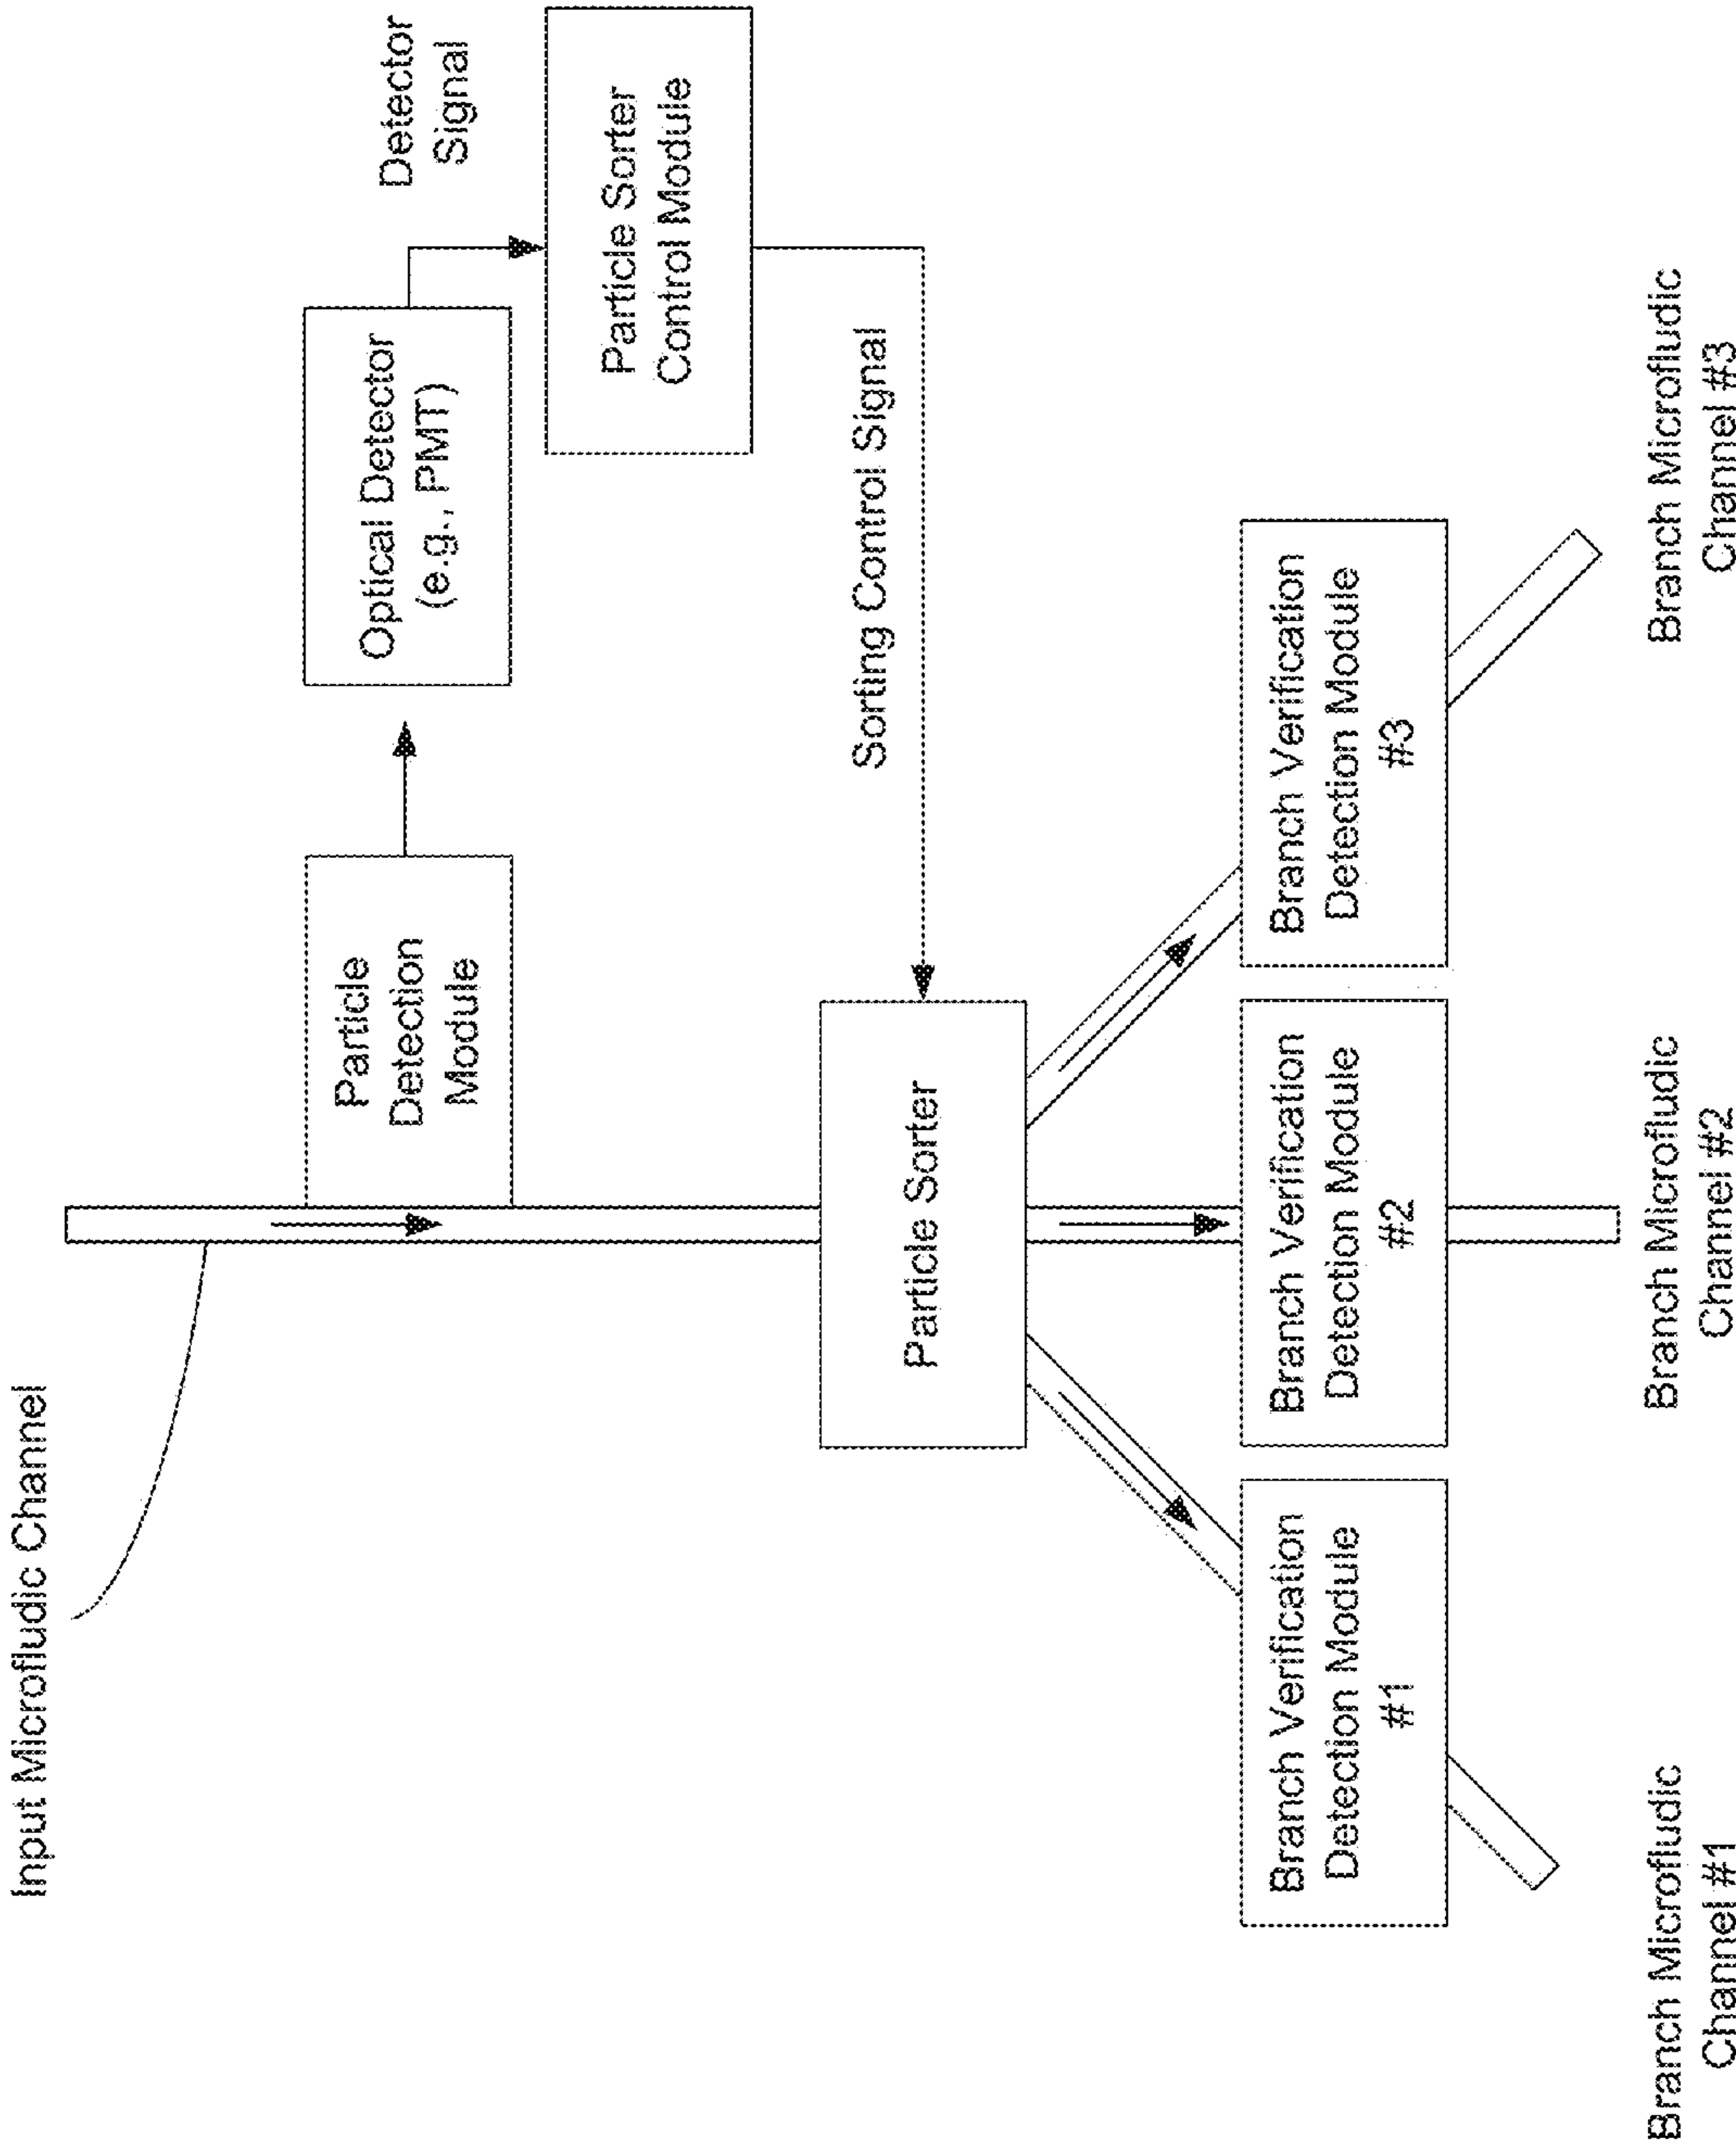 Input Microfludic Channel
Particle
Detection
Module
Optical Detector
(e.g., PMT)
Detector
Signal
Particle Sorter
Control Module
Sorting Control Signal
Particle Sorter
Branch Verification
Detection Module
#1
Branch Verification
Detection Module
#2
Branch Verification
Detection Module
#3
Branch Microfludic
Channel #1
Branch Microfludic
Channel #2
Branch Microfludic
Channel #3